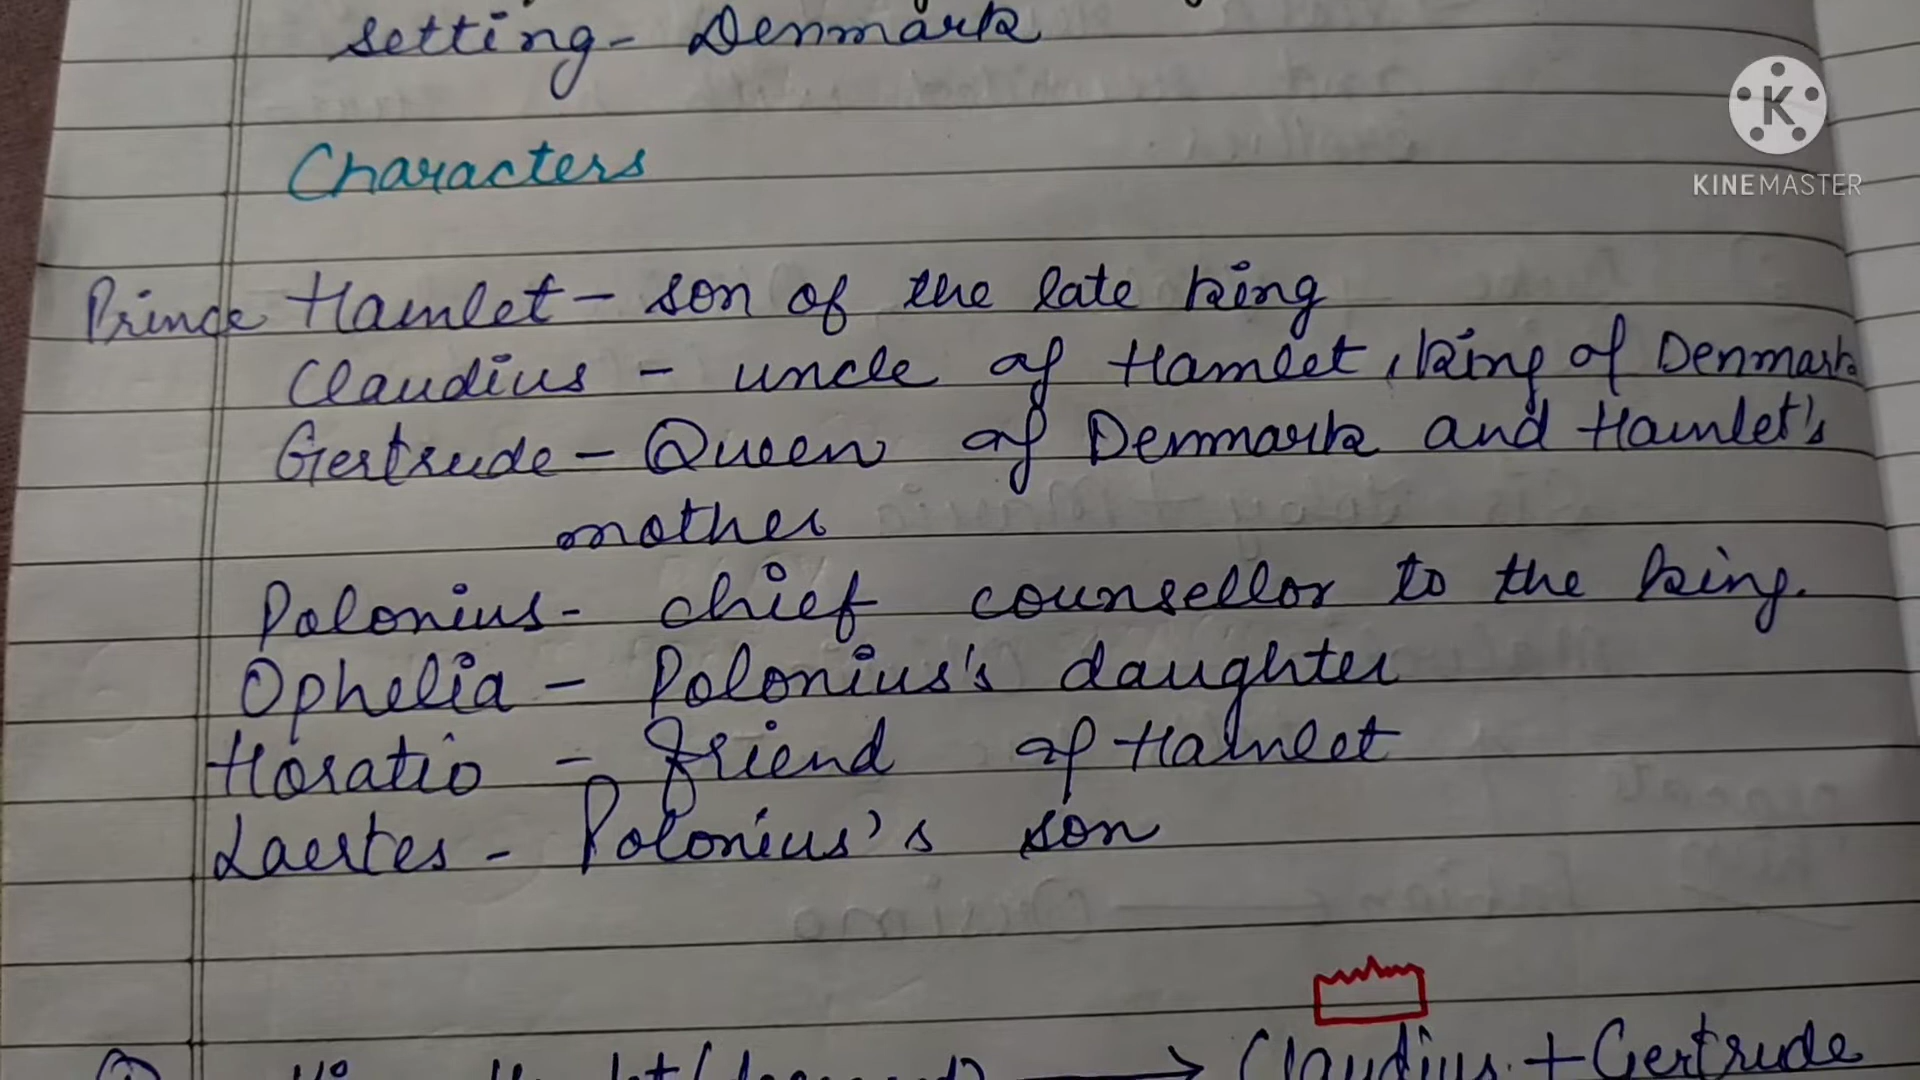 setting - Denmark
K
KINEMASTER
Characters
Prince Hamlet - son of the late king
Claudius - uncle of Hamlet, king of Denmark
Gertrude - Queen of Denmark and Hamlet's
mother
Polonius - chief counsellor to the king.
Ophelia - Polonius's daughter
Horatio - friend of Hamlet
Laertes - Polonius's son
→ Claudius + Gertrude